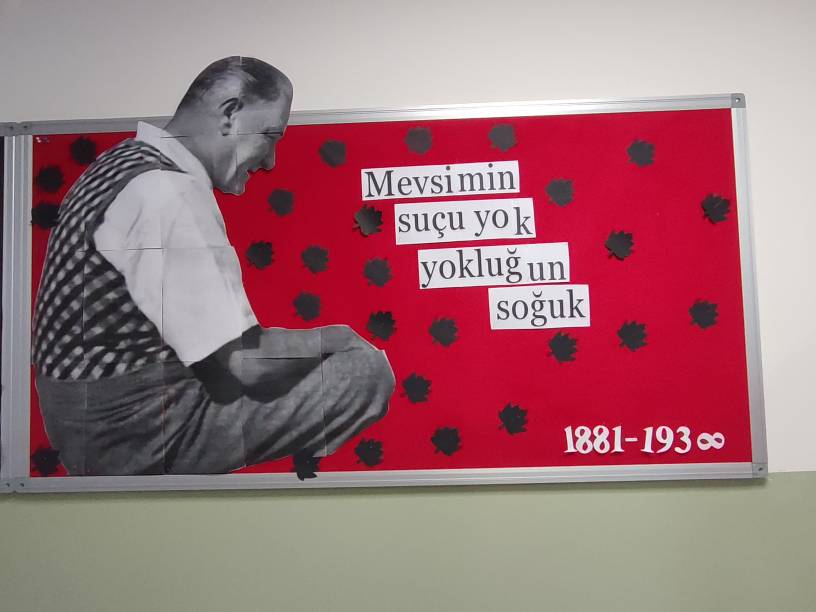 Mevsimin
suçu yok
yokluğun
soğuk
1881-193∞